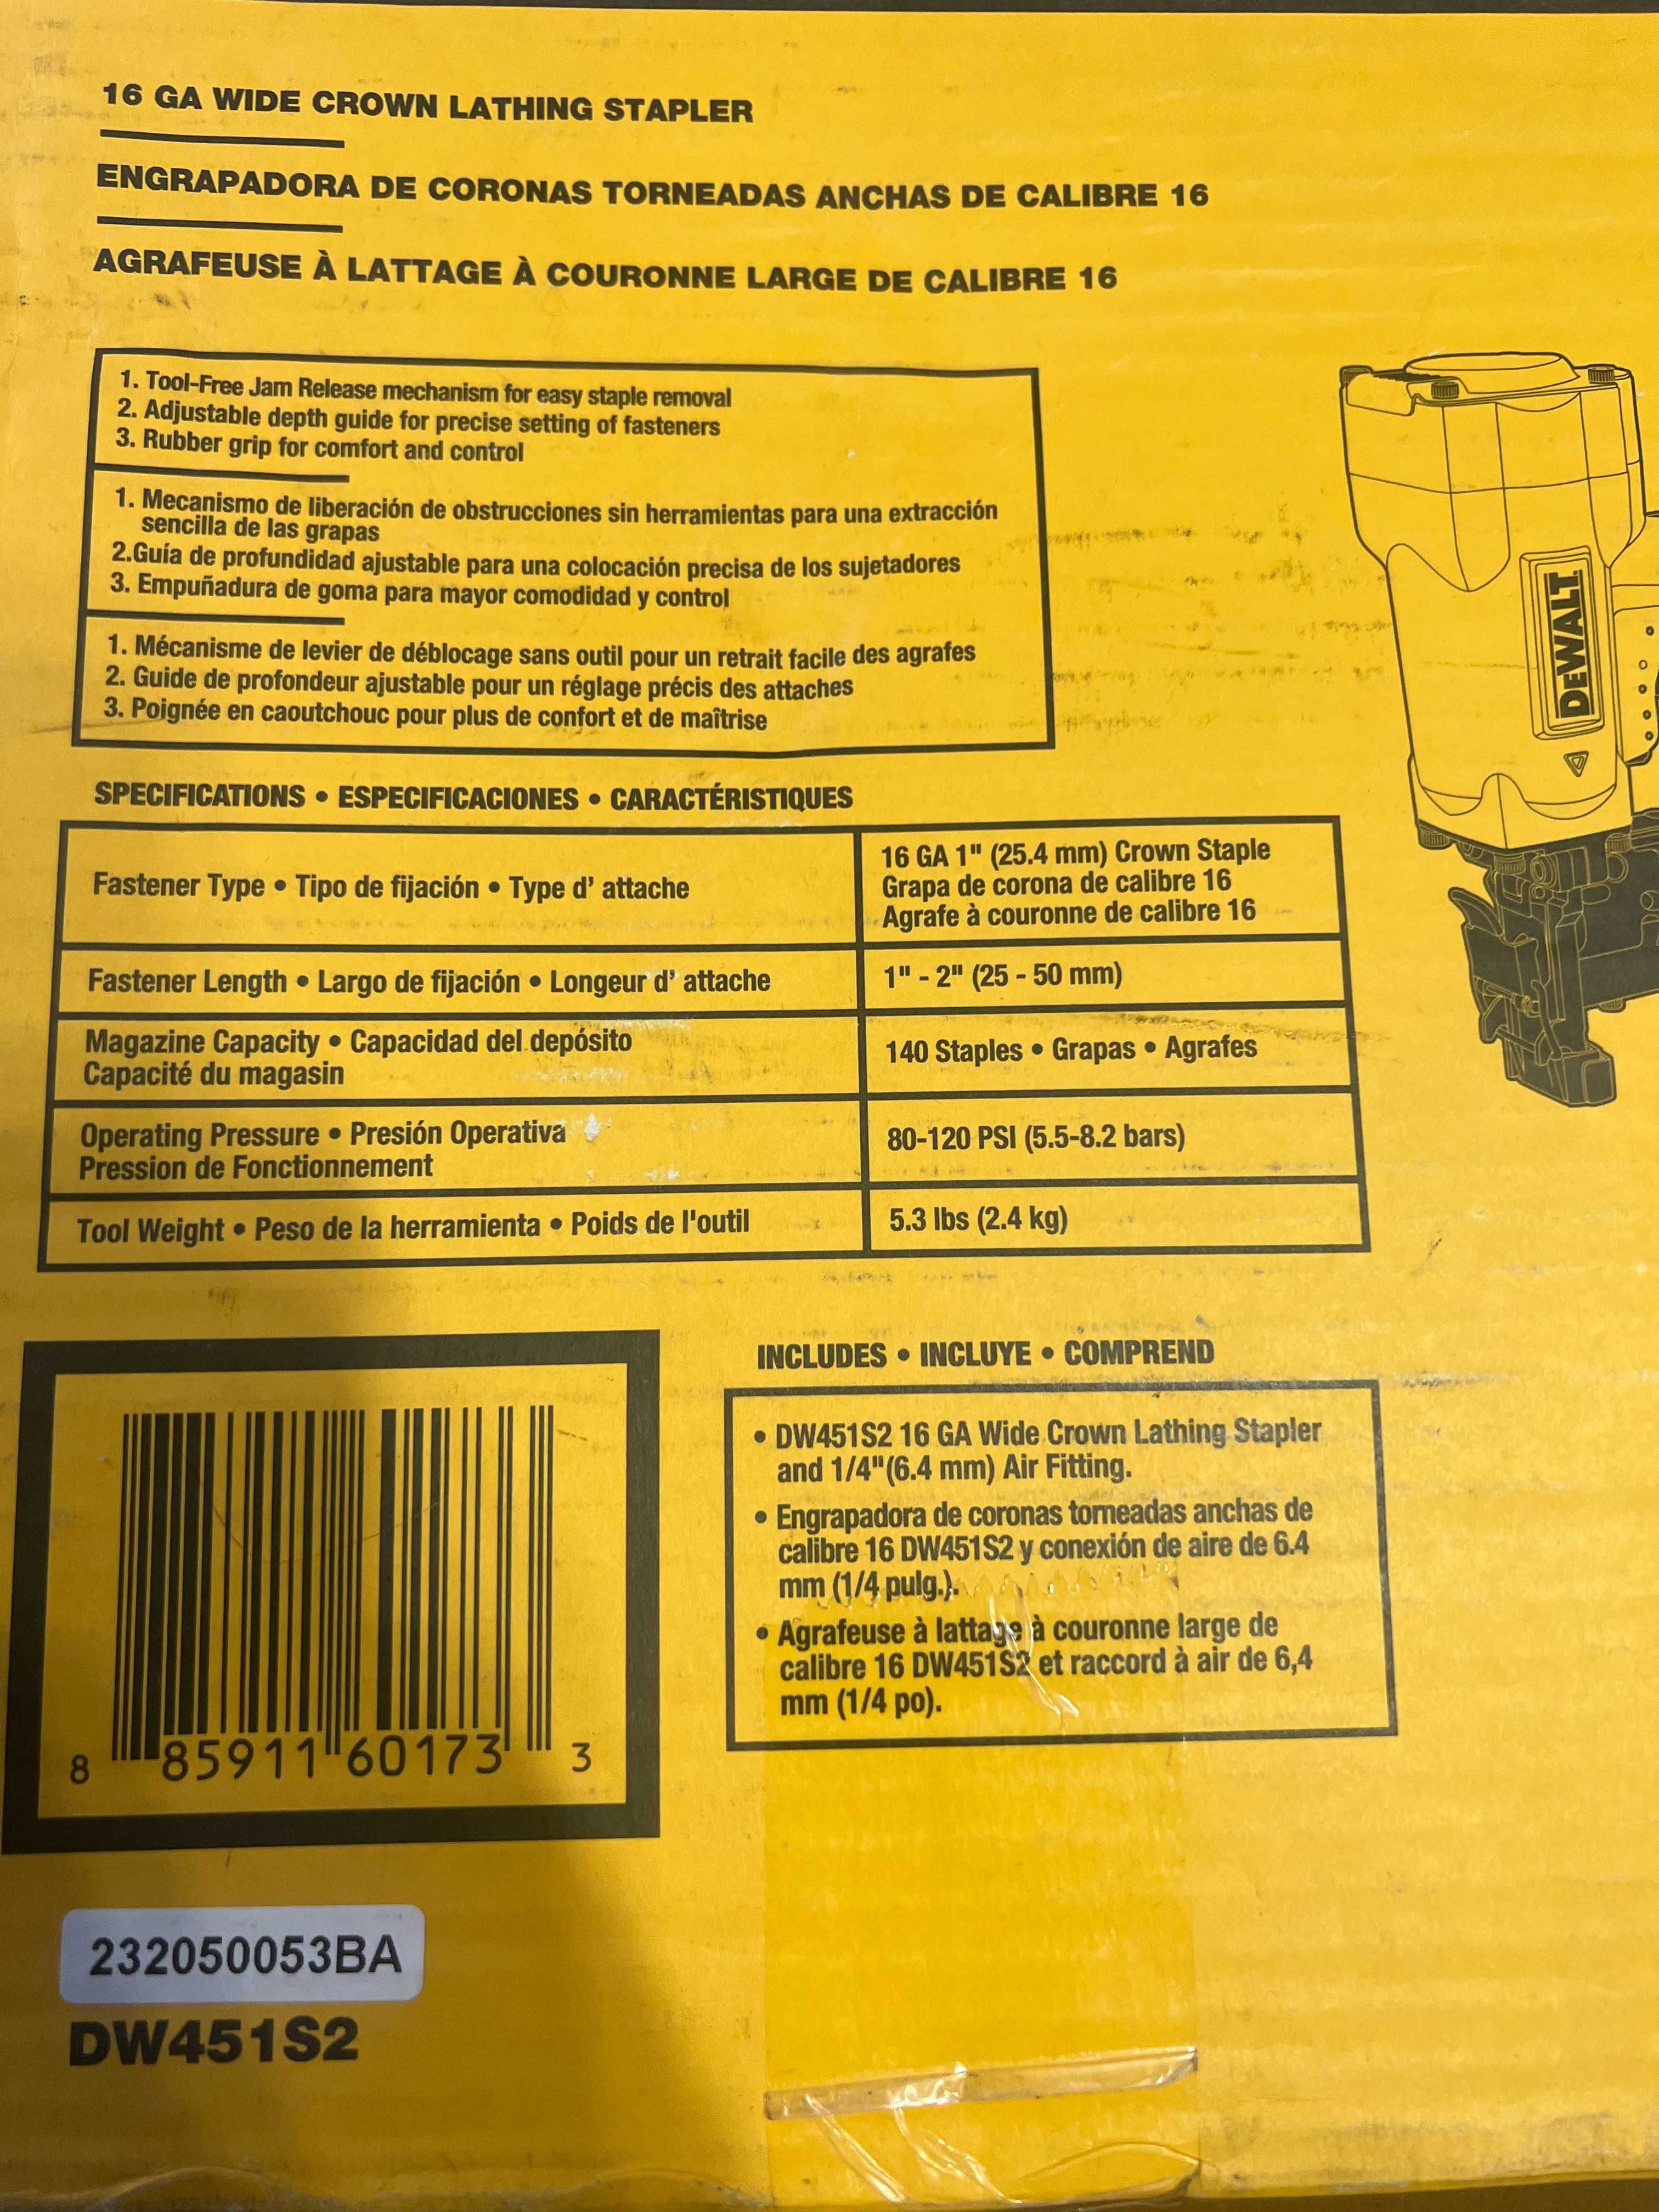 16 GA WIDE CROWN LATHING STAPLER
ENGRAPADORA DE CORONAS TORNEADAS ANCHAS DE CALIBRE 16
AGRAFEUSE À LATTAGE À COURONNE LARGE DE CALIBRE 16
1. Tool-Free Jam Release mechanism for easy staple removal
2. Adjustable depth guide for precise setting of fasteners
3. Rubber grip for comfort and control
1. Mecanismo de liberación de obstrucciones sin herramientas para una extracción
sencilla de las grapas
2.Guía de profundidad ajustable para una colocación precisa de los sujetadores
3. Empuñadura de goma para mayor comodidad y control
1. Mécanisme de levier de déblocage sans outil pour un retrait facile des agrafes
2. Guide de profondeur ajustable pour un réglage précis des attaches
3. Poignée en caoutchouc pour plus de confort et de maîtrise
DEWALT
SPECIFICATIONS • ESPECIFICACIONES • CARACTÉRISTIQUES
Fastener Type • Tipo de fijación • Type d' attache
16 GA 1" (25.4 mm) Crown Staple
Grapa de corona de calibre 16
Agrafe à couronne de calibre 16
Fastener Length • Largo de fijación • Longeur d' attache
1" - 2" (25 - 50 mm)
Magazine Capacity • Capacidad del depósito
Capacité du magasin
140 Staples • Grapas • Agrafes
Operating Pressure • Presión Operativa
Pression de Fonctionnement
80-120 PSI (5.5-8.2 bars)
Tool Weight • Peso de la herramienta • Poids de l'outil
5.3 lbs (2.4 kg)
INCLUDES • INCLUYE • COMPREND
• DW451S2 16 GA Wide Crown Lathing Stapler
and 1/4"(6.4 mm) Air Fitting.
• Engrapadora de coronas torneadas anchas de
calibre 16 DW451S2 y conexión de aire de 6.4
mm (1/4 pulg.).
• Agrafeuse à lattage à couronne large de
calibre 16 DW451S2 et raccord à air de 6,4
mm (1/4 po).
8 85911 60173 3
232050053BA
DW451S2